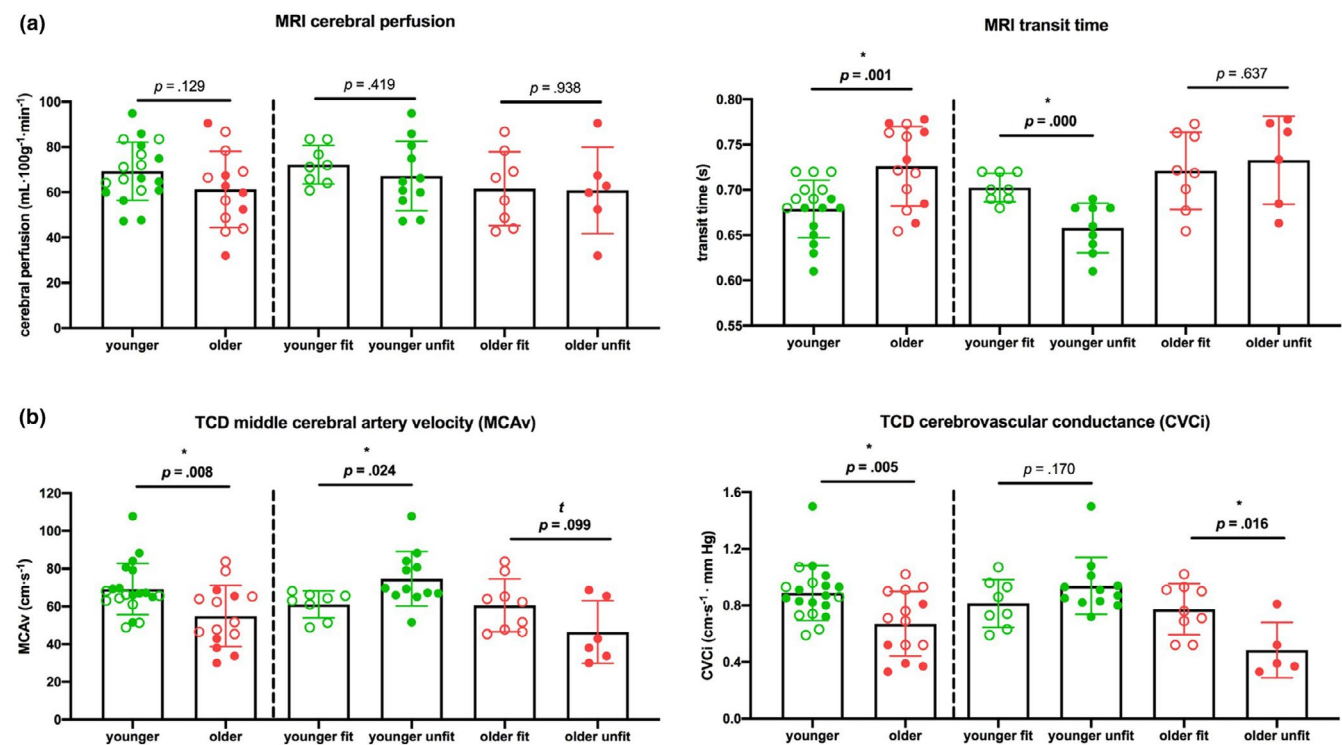 (a)
MRI cerebral perfusion
p = .129
p = .419
p = .938
cerebral perfusion (mL·100g⁻¹·min⁻¹)
100
80
60
40
20
0
younger
older
younger fit
younger unfit
older fit
older unfit
MRI transit time
*
p = .001
*
p = .000
p = .637
transit time (s)
0.80
0.75
0.70
0.65
0.60
0.55
younger
older
younger fit
younger unfit
older fit
older unfit
(b)
TCD middle cerebral artery velocity (MCAv)
*
p = .008
*
p = .024
t
p = .099
MCAv (cm·s⁻¹)
120
100
80
60
40
20
0
younger
older
younger fit
younger unfit
older fit
older unfit
TCD cerebrovascular conductance (CVCi)
*
p = .005
p = .170
*
p = .016
CVCi (cm·s⁻¹ · mm Hg)
1.6
1.2
0.8
0.4
0.0
younger
older
younger fit
younger unfit
older fit
older unfit